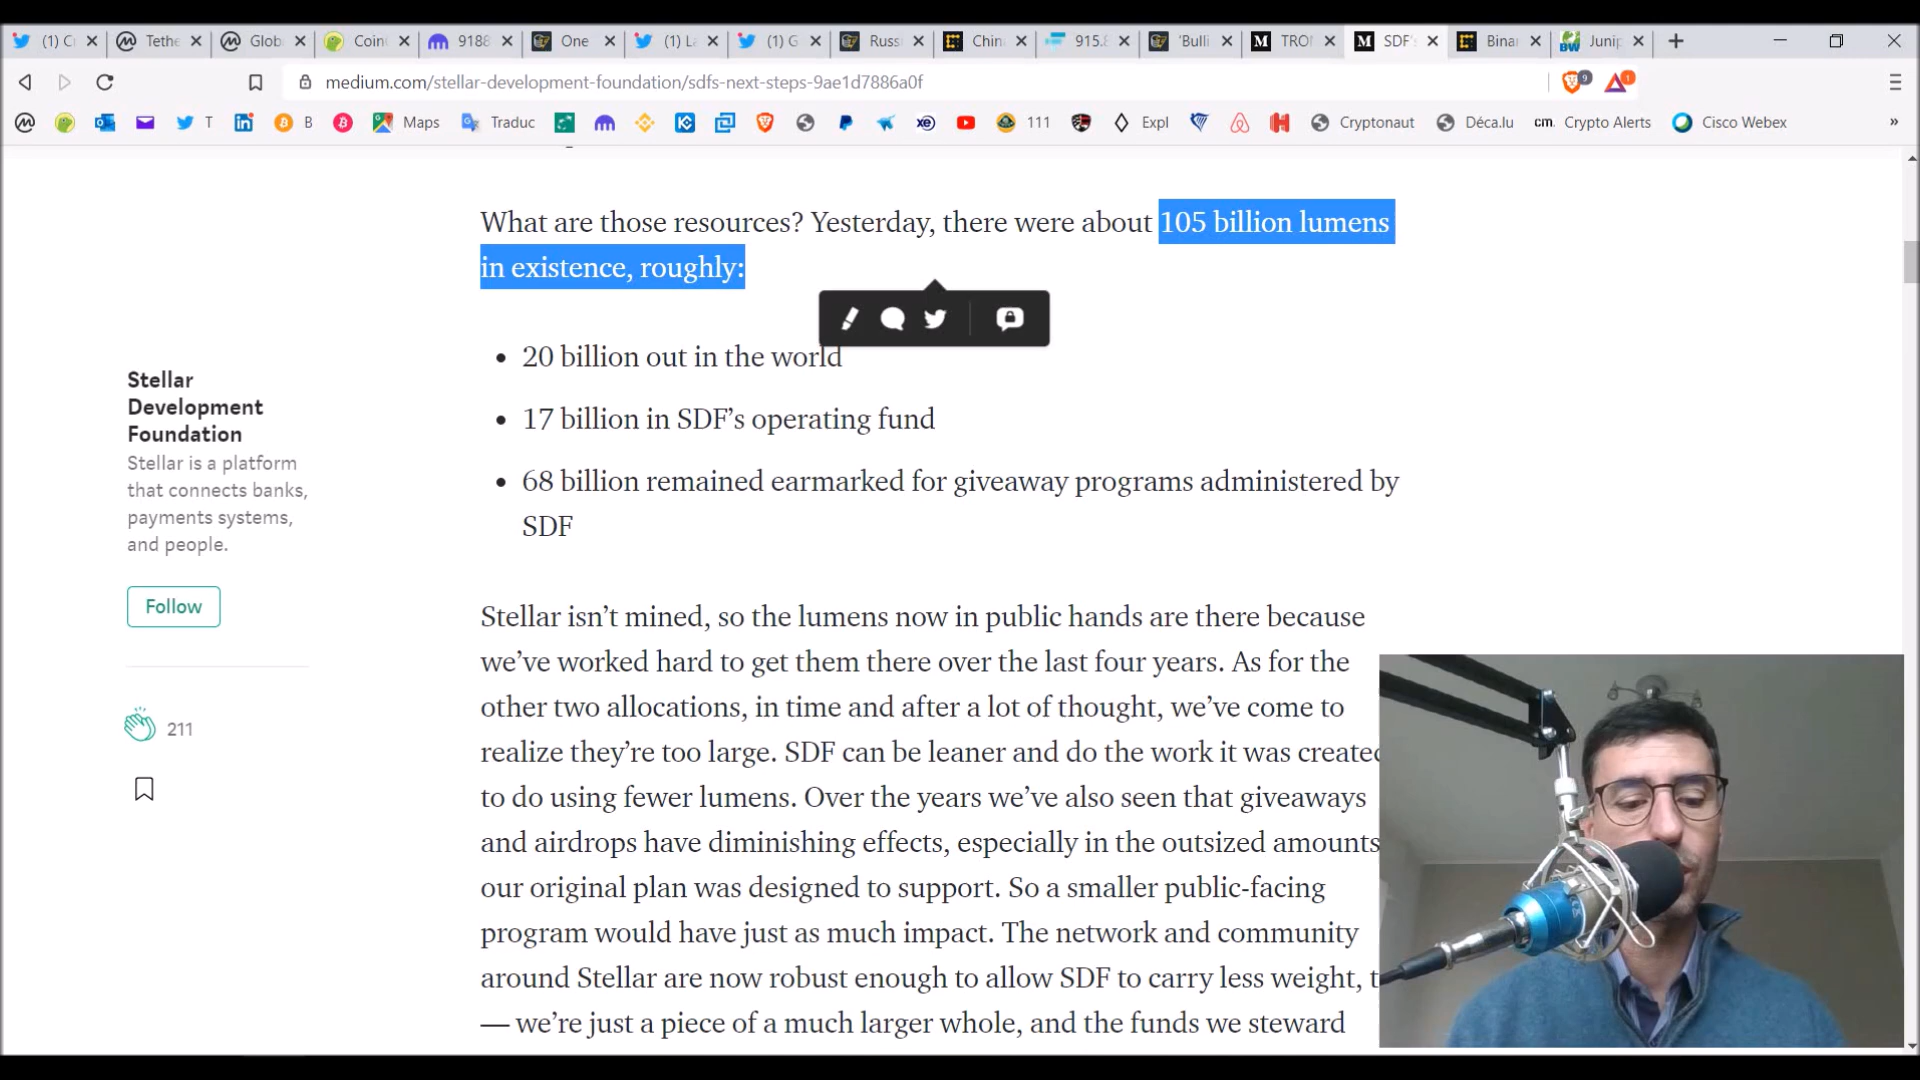 (1) C
Tethe
Glob
Coin
9188
One
(1) L
(1) G
Russ
Chin
915.8
'Bulli
TRO
SDF'
Bina
Junip
medium.com/stellar-development-foundation/sdfs-next-steps-9ae1d7886a0f
9
1
T
B
Maps
Traduc
111
Expl
Cryptonaut
Déca.lu
cm. Crypto Alerts
Cisco Webex
»
What are those resources? Yesterday, there were about 105 billion lumens
in existence, roughly:
• 20 billion out in the world
• 17 billion in SDF’s operating fund
• 68 billion remained earmarked for giveaway programs administered by
SDF
Stellar
Development
Foundation
Stellar is a platform
that connects banks,
payments systems,
and people.
Follow
211
Stellar isn’t mined, so the lumens now in public hands are there because
we’ve worked hard to get them there over the last four years. As for the
other two allocations, in time and after a lot of thought, we’ve come to
realize they’re too large. SDF can be leaner and do the work it was created
to do using fewer lumens. Over the years we’ve also seen that giveaways
and airdrops have diminishing effects, especially in the outsized amounts
our original plan was designed to support. So a smaller public-facing
program would have just as much impact. The network and community
around Stellar are now robust enough to allow SDF to carry less weight, t
— we’re just a piece of a much larger whole, and the funds we steward